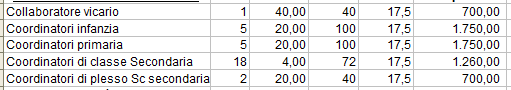 Collaboratore vicario 1 40,00 40 17,5 700,00
Coordinatori infanzia 5 20,00 100 17,5 1.750,00
Coordinatori primaria 5 20,00 100 17,5 1.750,00
Coordinatori di classe Secondaria 18 4,00 72 17,5 1.260,00
Coordinatori di plesso Sc secondaria 2 20,00 40 17,5 700,00